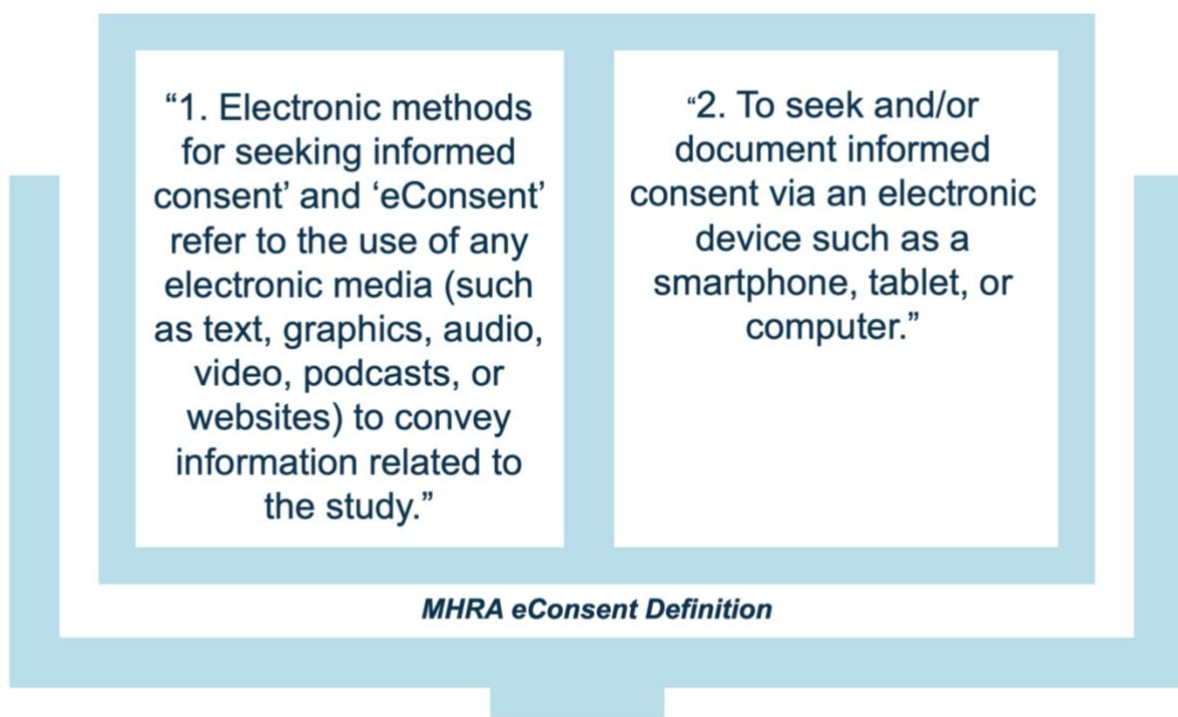 “1. Electronic methods
for seeking informed
consent’ and ‘eConsent’
refer to the use of any
electronic media (such
as text, graphics, audio,
video, podcasts, or
websites) to convey
information related to
the study.”
“2. To seek and/or
document informed
consent via an electronic
device such as a
smartphone, tablet, or
computer.”
MHRA eConsent Definition